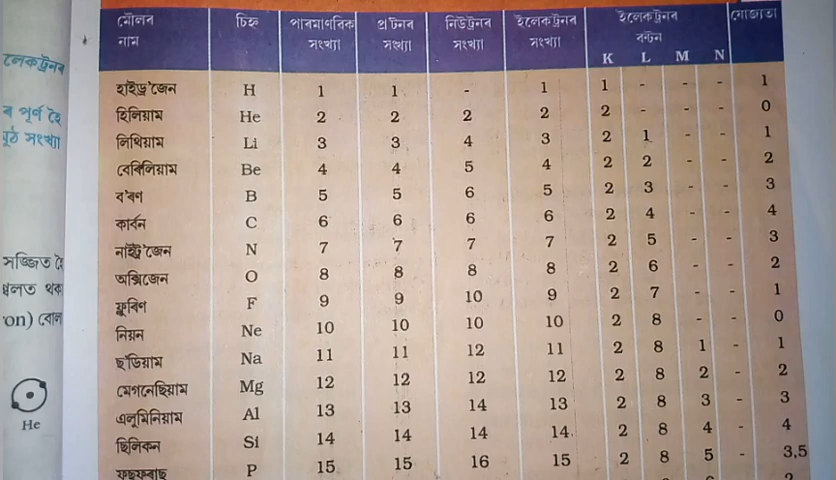 লেকট্ৰনৰ
ৰ পূৰ্ণ হৈ
সংখ্যা
সজ্জিত হৈ
থকা
on) বোল
He
মৌলৰ নাম চিহ্ন পাৰমাণৱিক সংখ্যা প্ৰ'টনৰ সংখ্যা নিউট্ৰনৰ সংখ্যা ইলেকট্ৰনৰ সংখ্যা ইলেকট্ৰনৰ বন্টন যোজ্যতা
K L M N
হাইড্ৰ'জেন H 1 1 - 1 1 - - - 1
হিলিয়াম He 2 2 2 2 2 - - - 0
লিথিয়াম Li 3 3 4 3 2 1 - - 1
বেৰিলিয়াম Be 4 4 5 4 2 2 - - 2
ব'ৰণ B 5 5 6 5 2 3 - - 3
কাৰ্বন C 6 6 6 6 2 4 - - 4
নাইট্ৰ'জেন N 7 7 7 7 2 5 - - 3
অক্সিজেন O 8 8 8 8 2 6 - - 2
ফ্লুৰিণ F 9 9 10 9 2 7 - - 1
নিয়ন Ne 10 10 10 10 2 8 - - 0
ছ'ডিয়াম Na 11 11 12 11 2 8 1 - 1
মেগনেছিয়াম Mg 12 12 12 12 2 8 2 - 2
এলুমিনিয়াম Al 13 13 14 13 2 8 3 - 3
ছিলিকন Si 14 14 14 14 2 8 4 - 4
ফছফৰাছ P 15 15 16 15 2 8 5 - 3,5